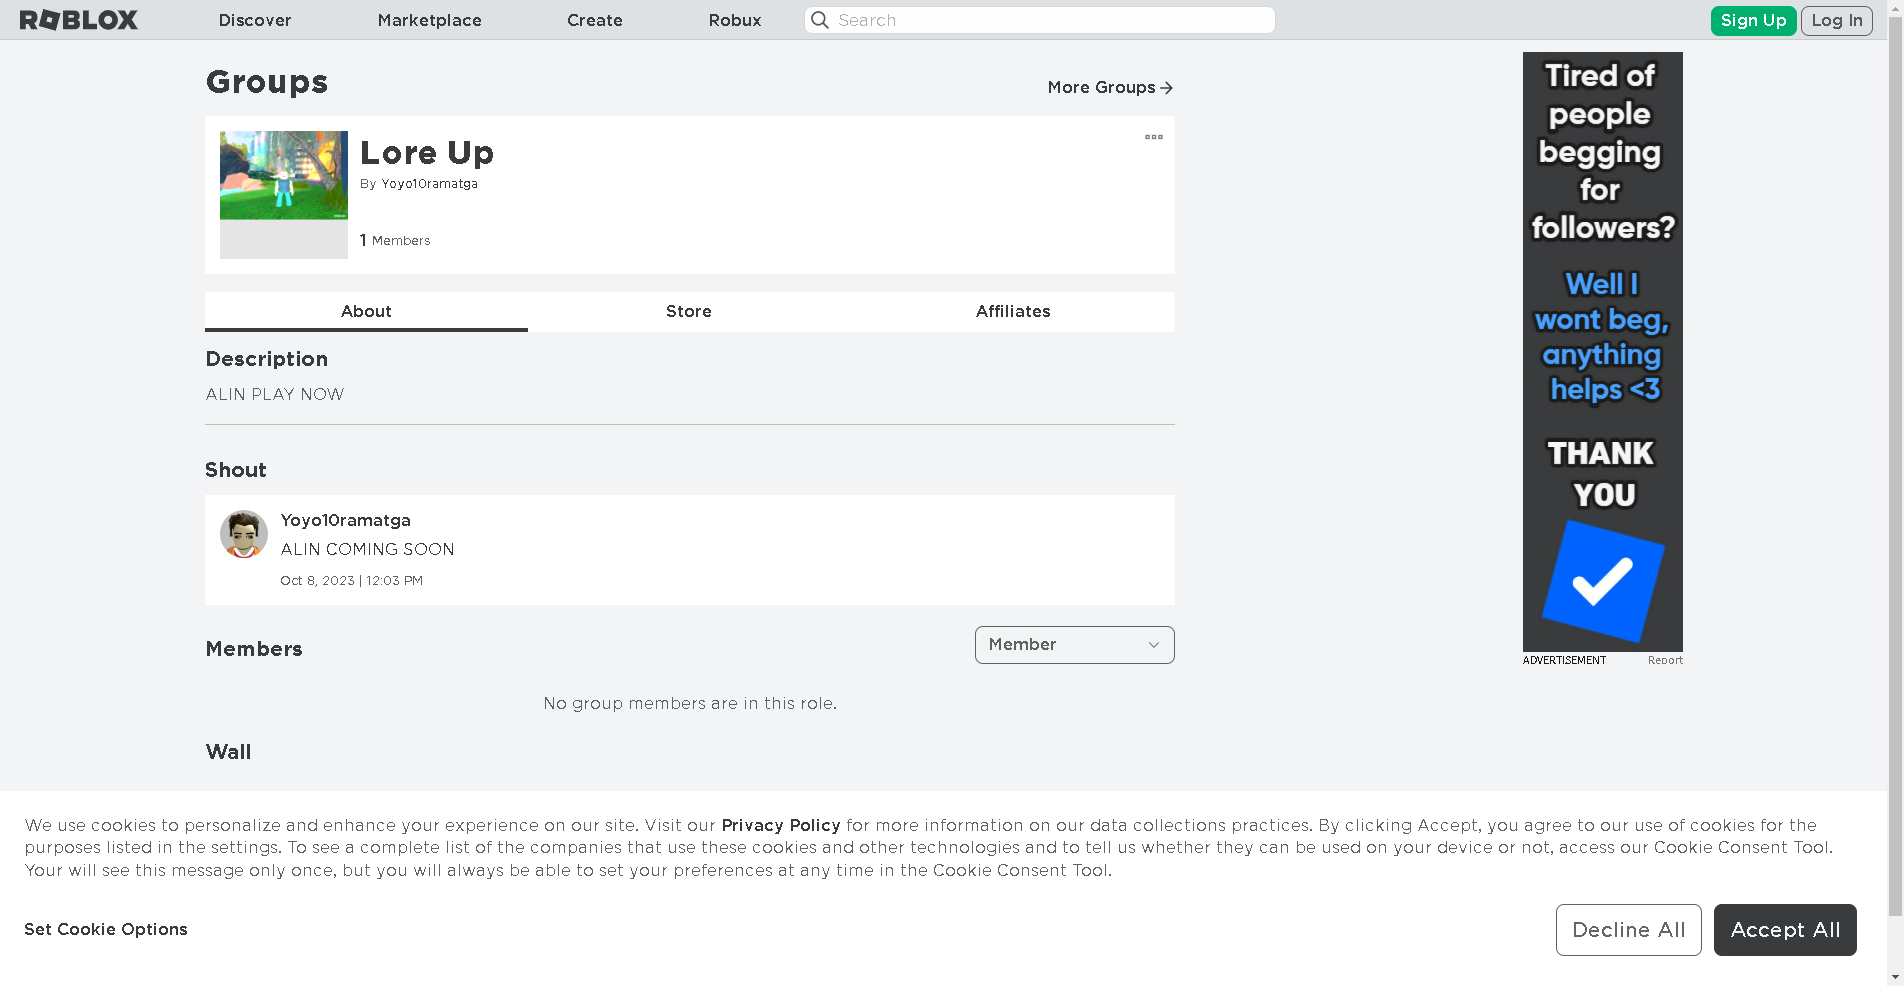 ROBLOX
Discover
Marketplace
Create
Robux
Search
Sign Up
Log In
Groups
More Groups
Lore Up
By Yoyo10ramatga
1 Members
About
Store
Affiliates
Description
ALIN PLAY NOW
Shout
Yoyo10ramatga
ALIN COMING SOON
Oct 8, 2023 | 12:03 PM
Members
Member
No group members are in this role.
Wall
Tired of
people
begging
for
followers?
Well I
wont beg,
anything
helps <3
THANK
YOU
ADVERTISEMENT
Report
We use cookies to personalize and enhance your experience on our site. Visit our Privacy Policy for more information on our data collections practices. By clicking Accept, you agree to our use of cookies for the
purposes listed in the settings. To see a complete list of the companies that use these cookies and other technologies and to tell us whether they can be used on your device or not, access our Cookie Consent Tool.
Your will see this message only once, but you will always be able to set your preferences at any time in the Cookie Consent Tool.
Set Cookie Options
Decline All
Accept All